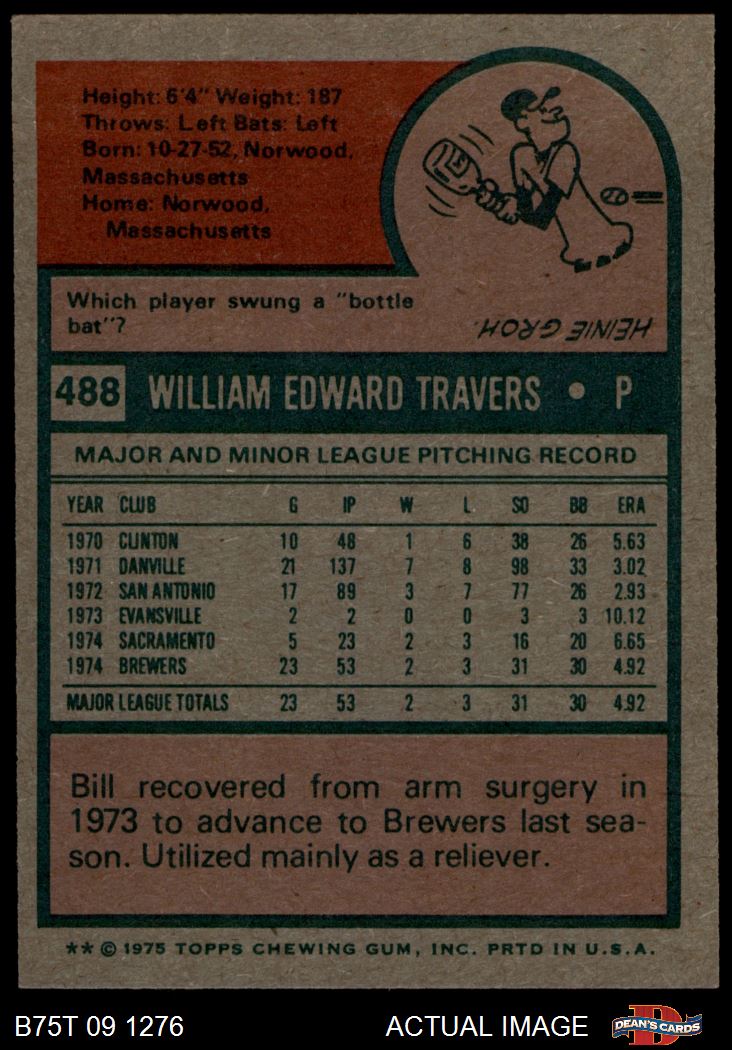 Height: 6'4" Weight: 187
Throws: Left Bats: Left
Born: 10-27-52, Norwood,
Massachusetts
Home: Norwood,
Massachusetts
Which player swung a "bottle
bat"?
HEINIE GROH.
488 WILLIAM EDWARD TRAVERS • P
MAJOR AND MINOR LEAGUE PITCHING RECORD
YEAR CLUB G IP W L SO BB ERA
1970 CLINTON 10 48 1 6 38 26 5.63
1971 DANVILLE 21 137 7 8 98 33 3.02
1972 SAN ANTONIO 17 89 3 7 77 26 2.93
1973 EVANSVILLE 2 2 0 0 3 3 10.12
1974 SACRAMENTO 5 23 2 3 16 20 6.65
1974 BREWERS 23 53 2 3 31 30 4.92
MAJOR LEAGUE TOTALS 23 53 2 3 31 30 4.92
Bill recovered from arm surgery in
1973 to advance to Brewers last sea-
son. Utilized mainly as a reliever.
** © 1975 TOPPS CHEWING GUM, INC. PRTD IN U.S.A.
B75T 09 1276 ACTUAL IMAGE D DEAN'S CARDS